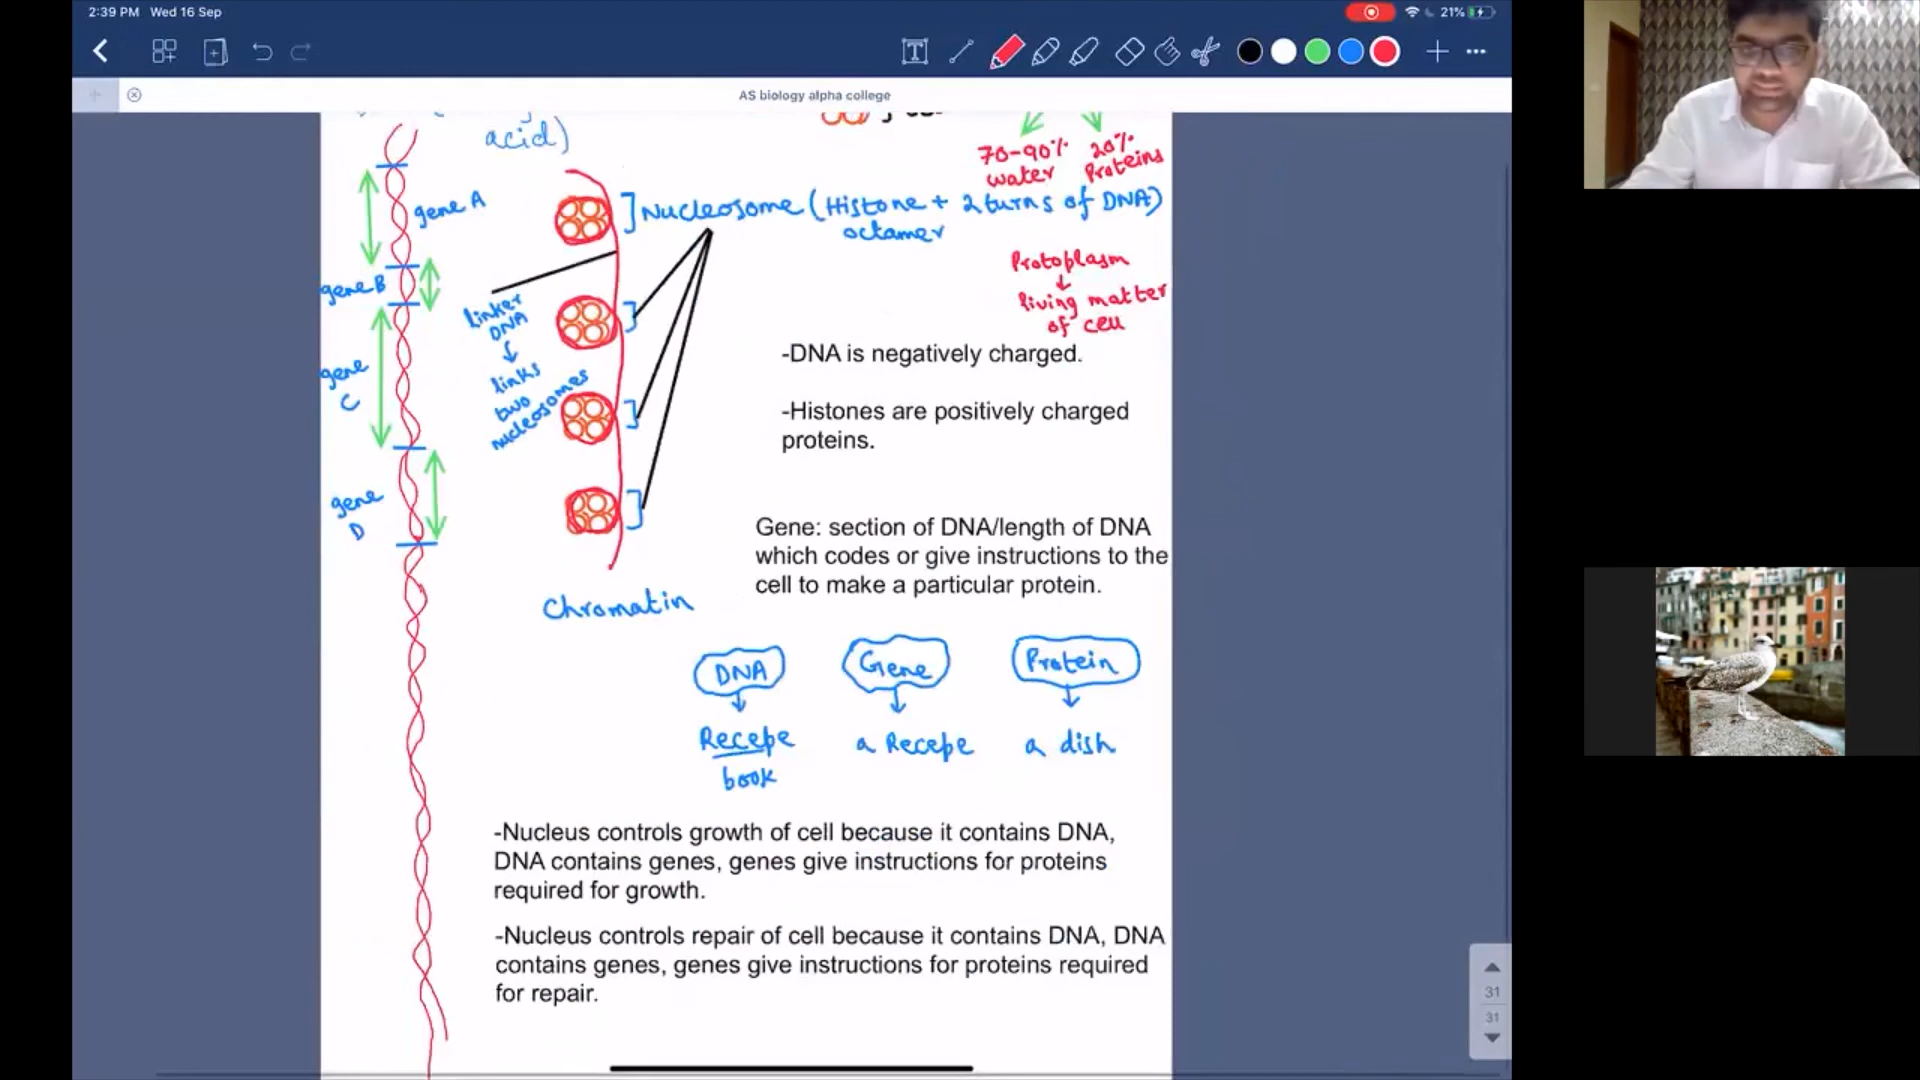 2:39 PM Wed 16 Sep
21%
AS biology alpha college
acid)
70-90% 20%
water Proteins
gene A
Nucleosome (Histone + 2 turns of DNA)
octamer
Protoplasm
living matter
of cell
gene B
linker
DNA
links
two
nucleosomes
gene
C
-DNA is negatively charged.
-Histones are positively charged
proteins.
gene
D
Gene: section of DNA/length of DNA
which codes or give instructions to the
cell to make a particular protein.
Chromatin
DNA Gene Protein
Recepe a Recepe a dish
book
-Nucleus controls growth of cell because it contains DNA,
DNA contains genes, genes give instructions for proteins
required for growth.
-Nucleus controls repair of cell because it contains DNA, DNA
contains genes, genes give instructions for proteins required
for repair.
31
31